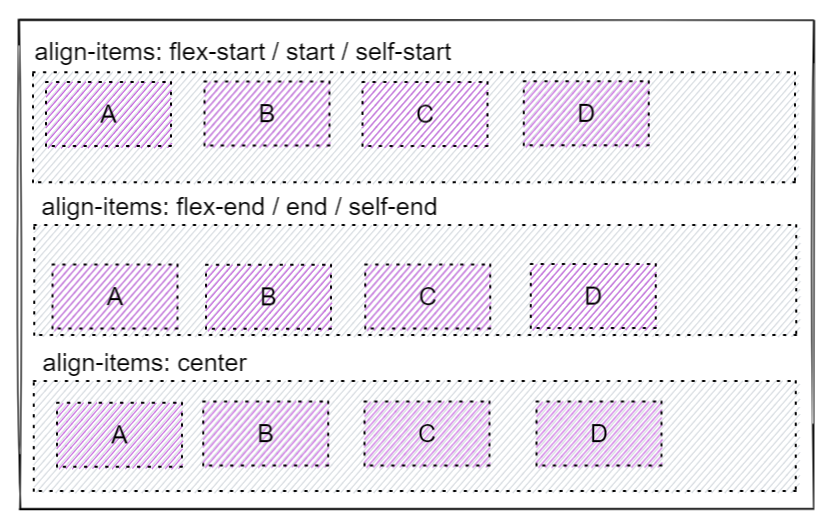 align-items: flex-start / start / self-start
A B C D
align-items: flex-end / end / self-end
A B C D
align-items: center
A B C D